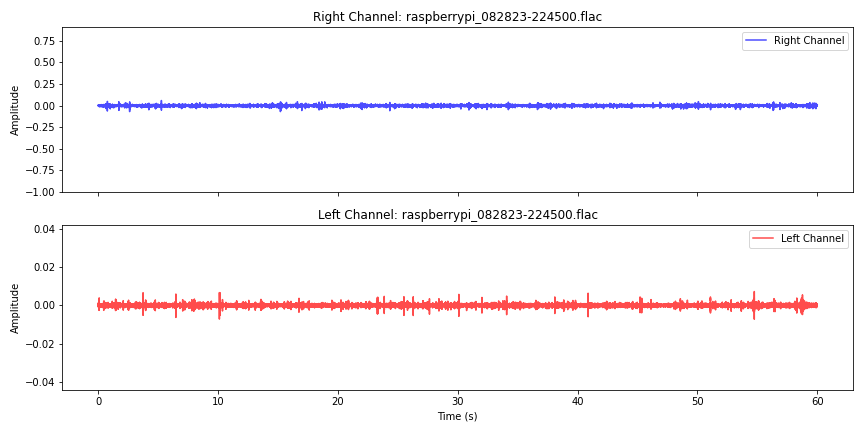 Right Channel: raspberrypi_082823-224500.flac
Right Channel
Amplitude
0.75
0.50
0.25
0.00
−0.25
−0.50
−0.75
−1.00
Left Channel: raspberrypi_082823-224500.flac
Left Channel
Amplitude
0.04
0.02
0.00
−0.02
−0.04
0 10 20 30 40 50 60
Time (s)